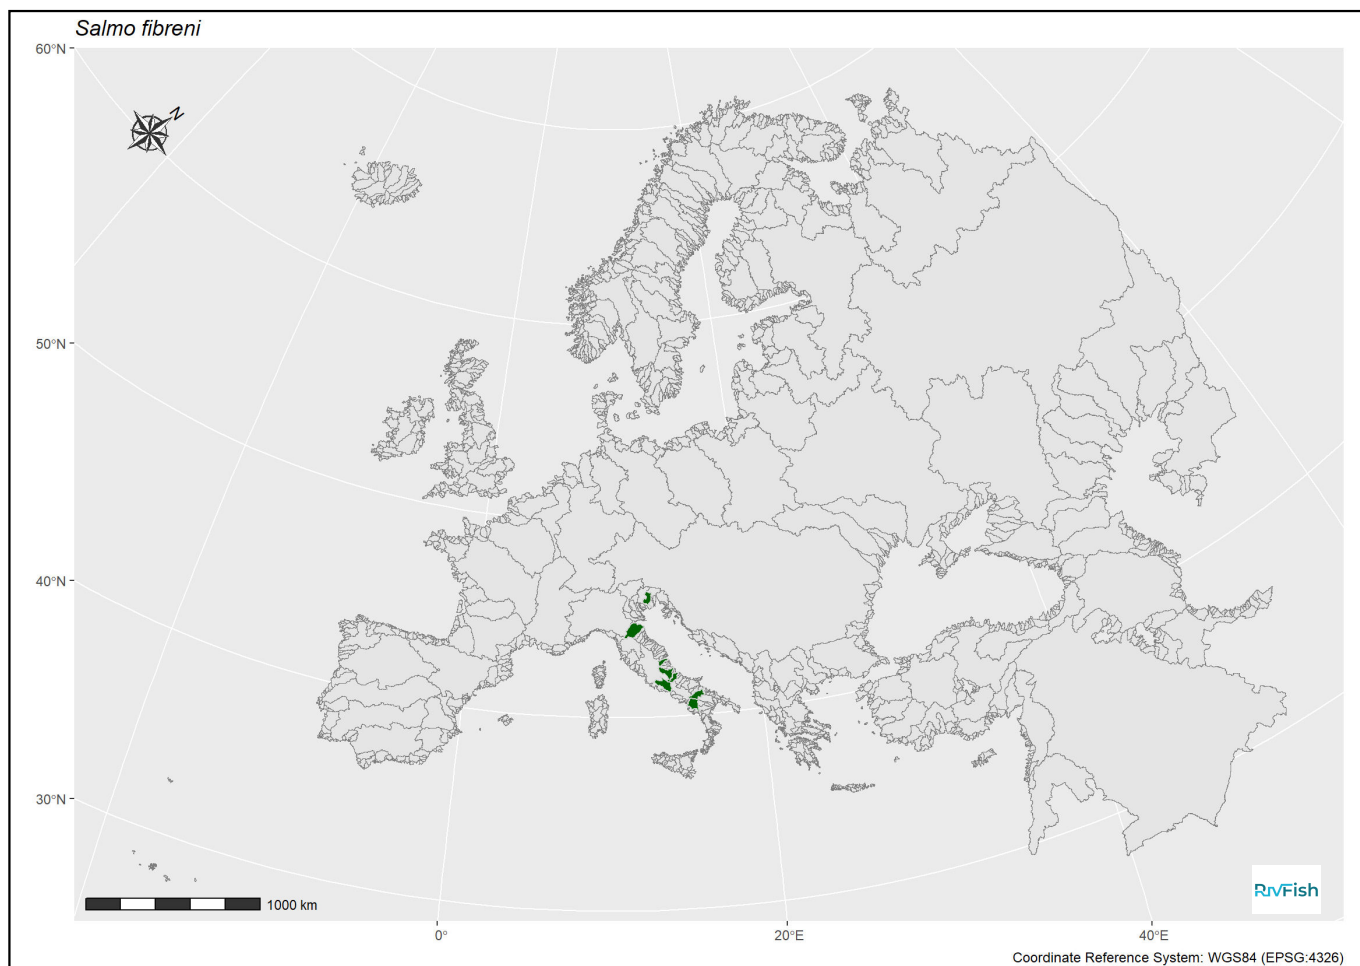 Salmo fibreni
60°N
N
50°N
40°N
30°N
1000 km
RIVFish
0°
20°E
40°E
Coordinate Reference System: WGS84 (EPSG:4326)